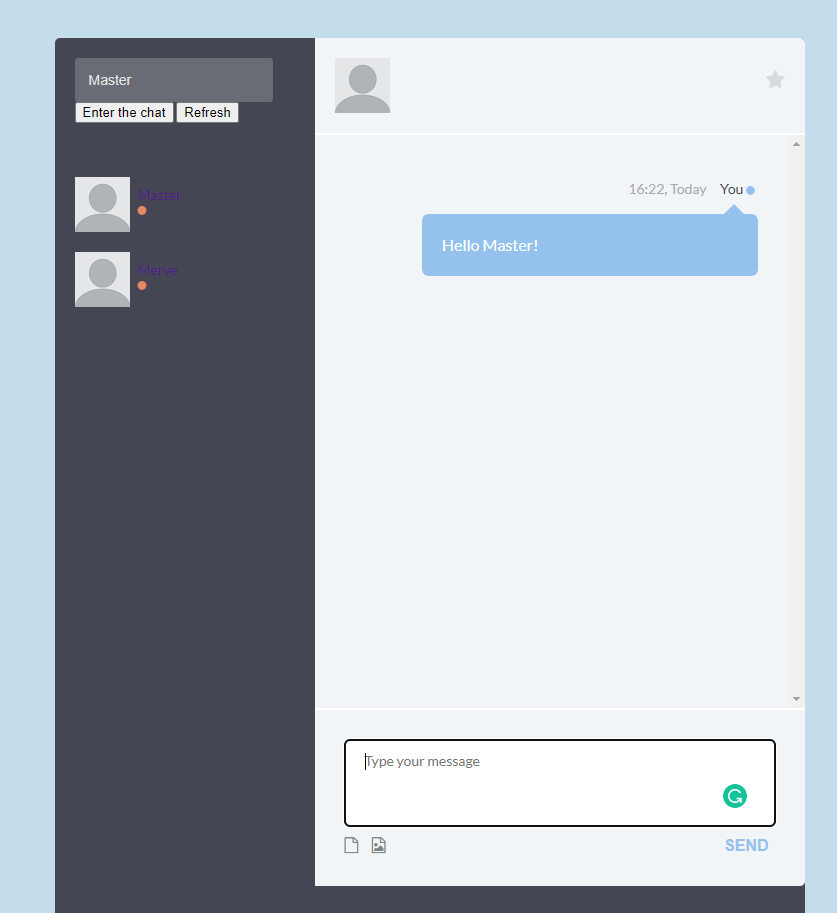 Master
Enter the chat Refresh
Master
Merve
16:22, Today You
Hello Master!
Type your message
SEND